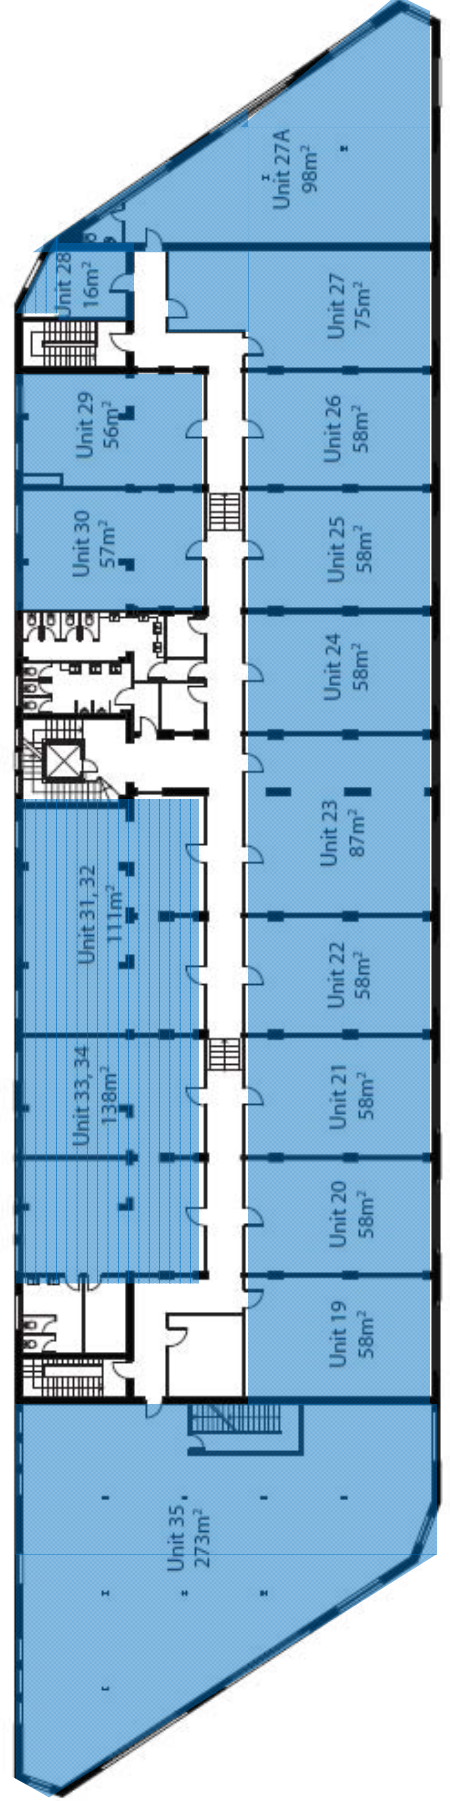 Unit 27A
98m²
Unit 28
16m²
Unit 27
75m²
Unit 29
56m²
Unit 26
58m²
Unit 30
57m²
Unit 25
58m²
Unit 24
58m²
Unit 23
87m²
Unit 31, 32
111m²
Unit 22
58m²
Unit 33, 34
138m²
Unit 21
58m²
Unit 20
58m²
Unit 19
58m²
Unit 35
273m²